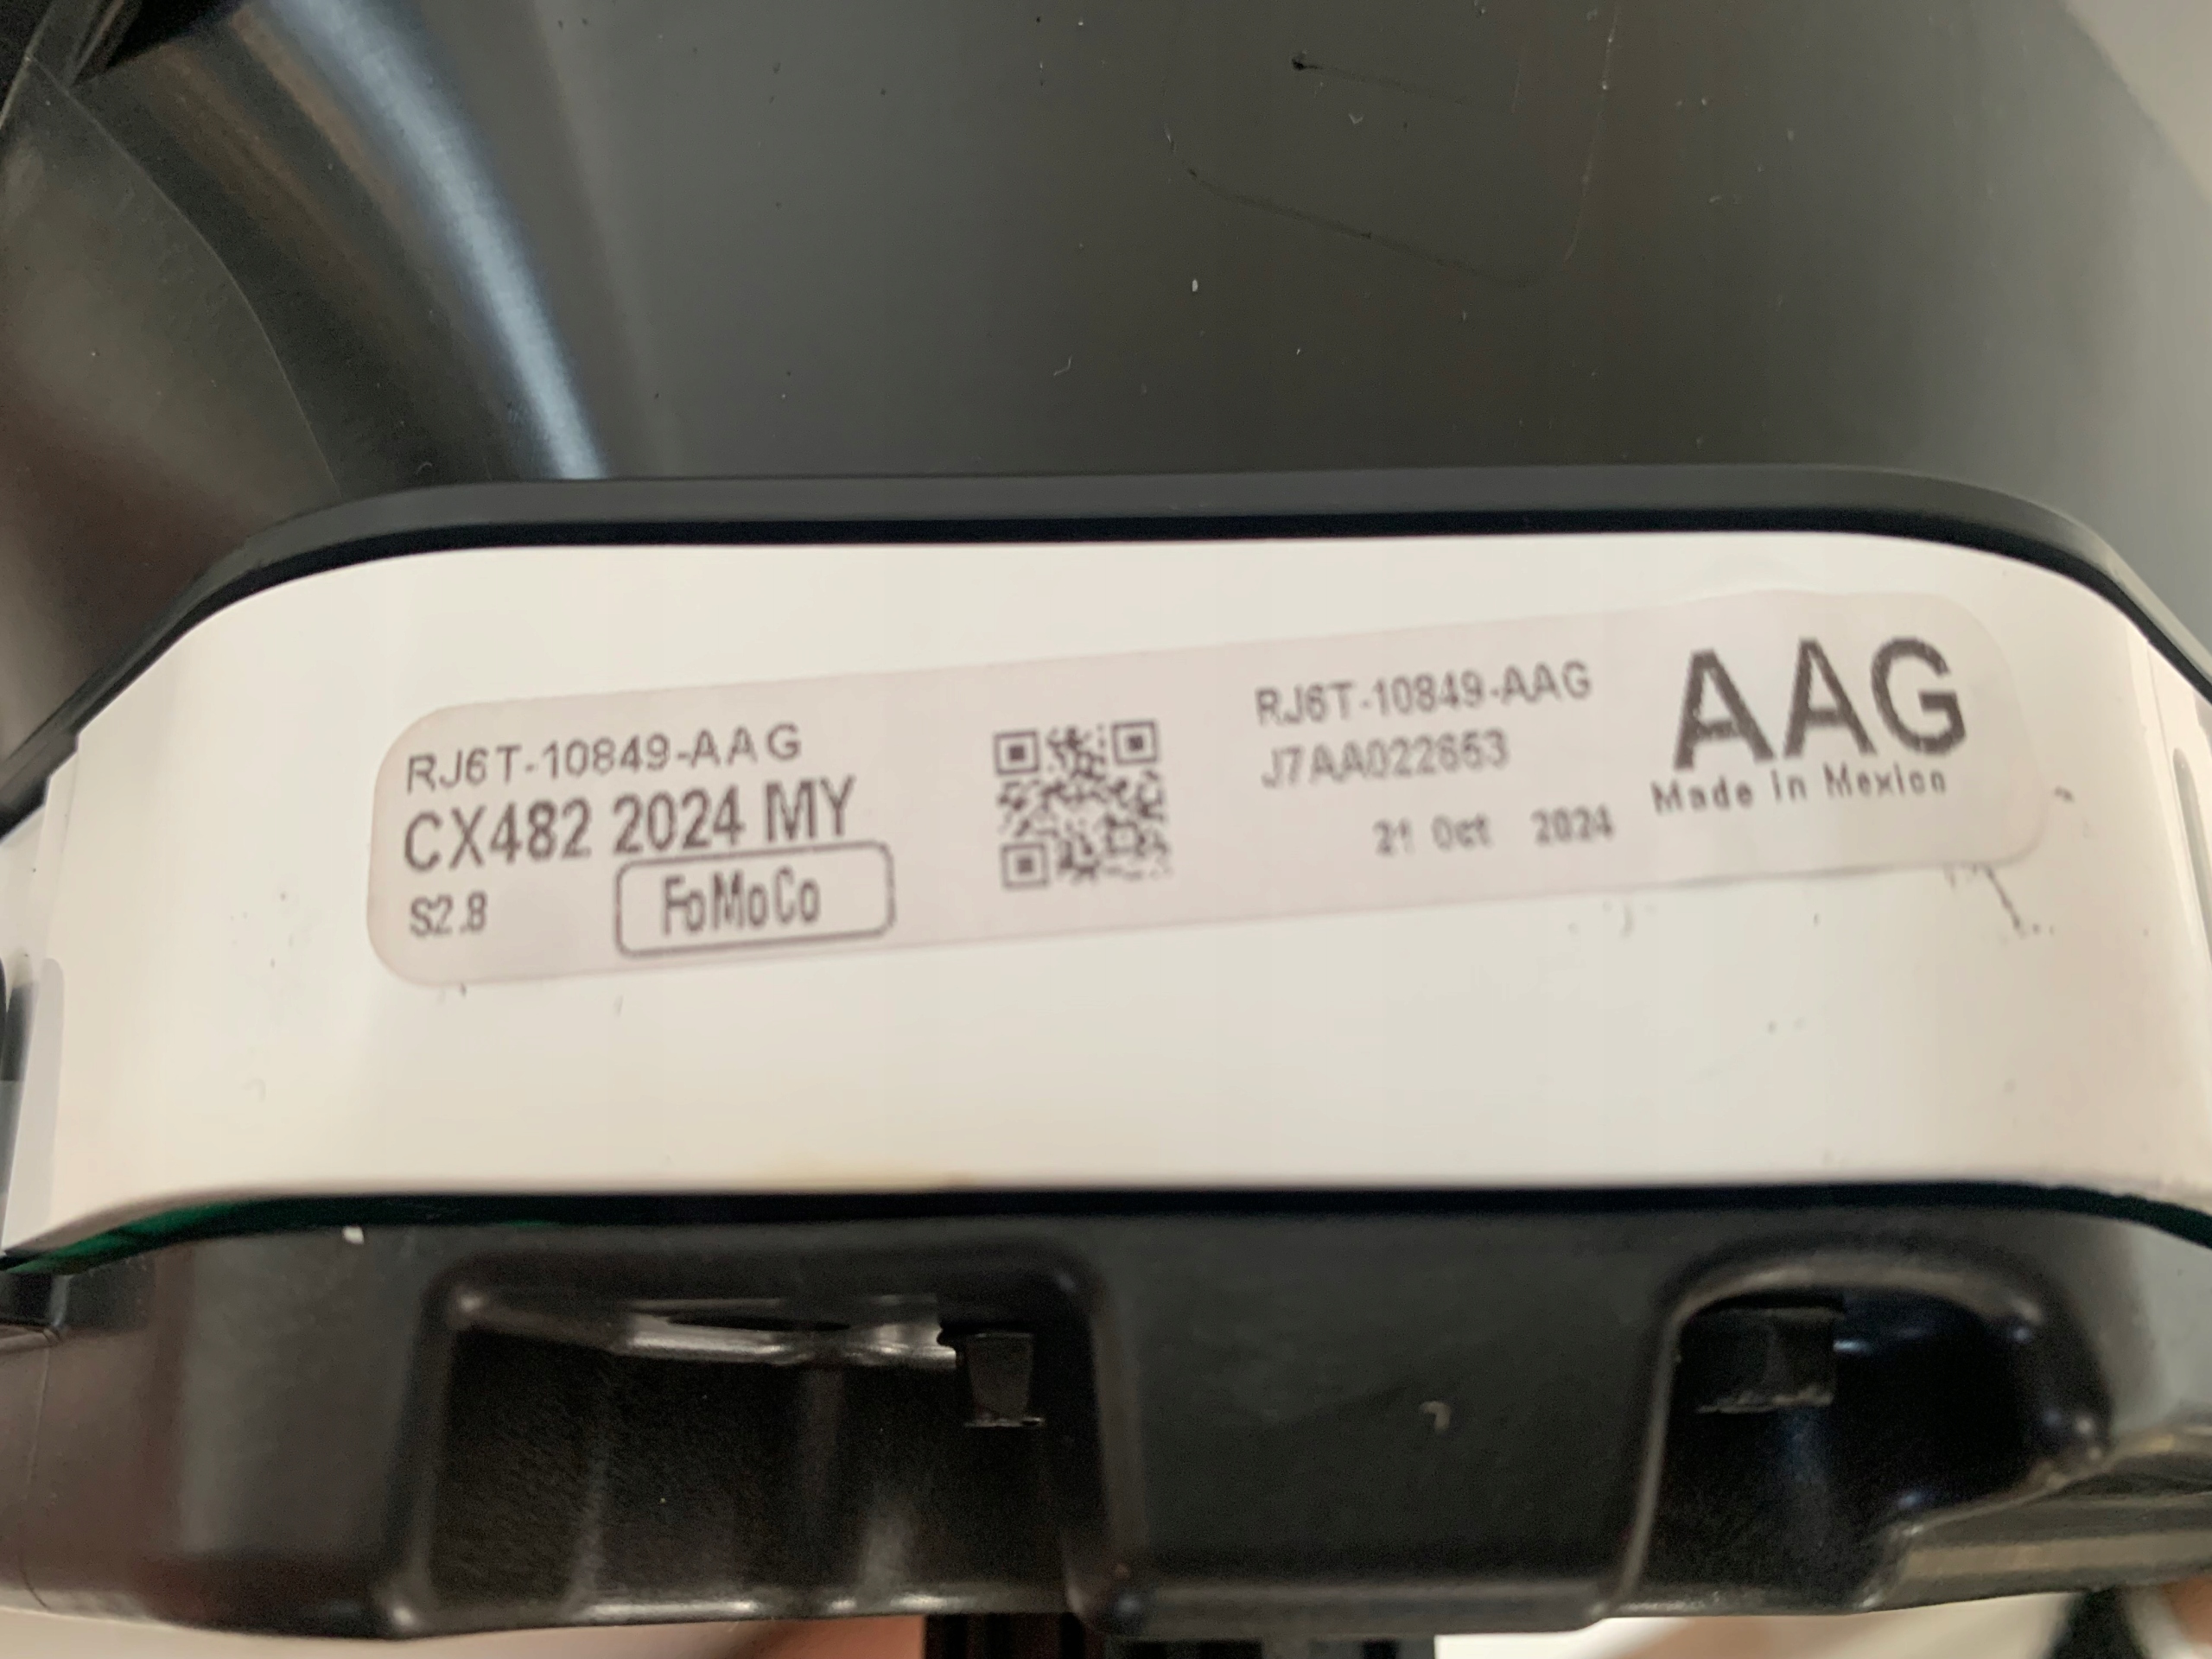 RJ6T-10849-AAG
CX482 2024 MY
S2.8
FoMoCo
RJ6T-10849-AAG
J7AA022653
21 Oct 2024
AAG
Made in Mexico